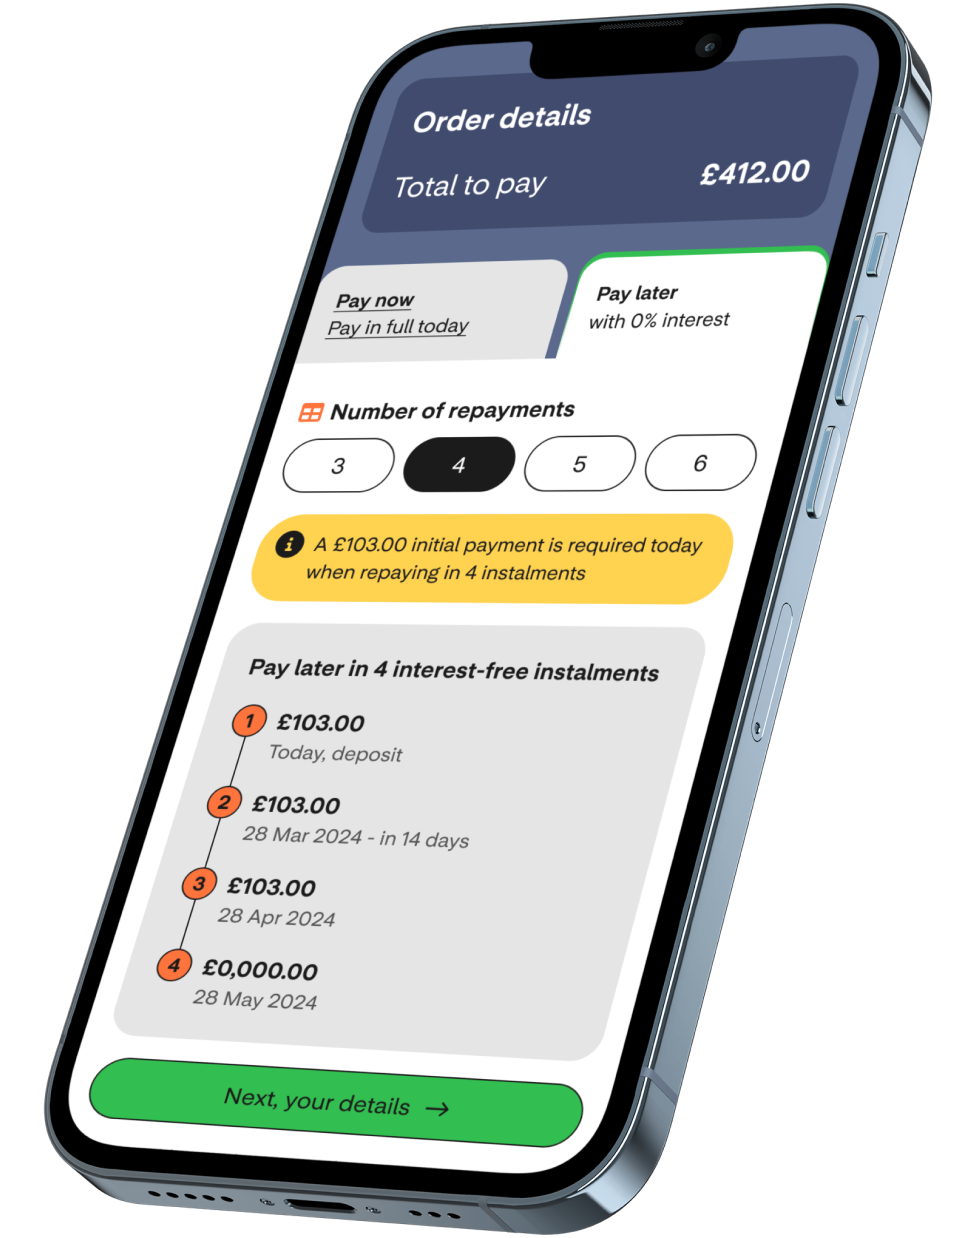 Order details
Total to pay £412.00
Pay now
Pay in full today
Pay later
with 0% interest
Number of repayments
3 4 5 6
A £103.00 initial payment is required today
when repaying in 4 instalments
Pay later in 4 interest-free instalments
1 £103.00
Today, deposit
2 £103.00
28 Mar 2024 - in 14 days
3 £103.00
28 Apr 2024
4 £0,000.00
28 May 2024
Next, your details →